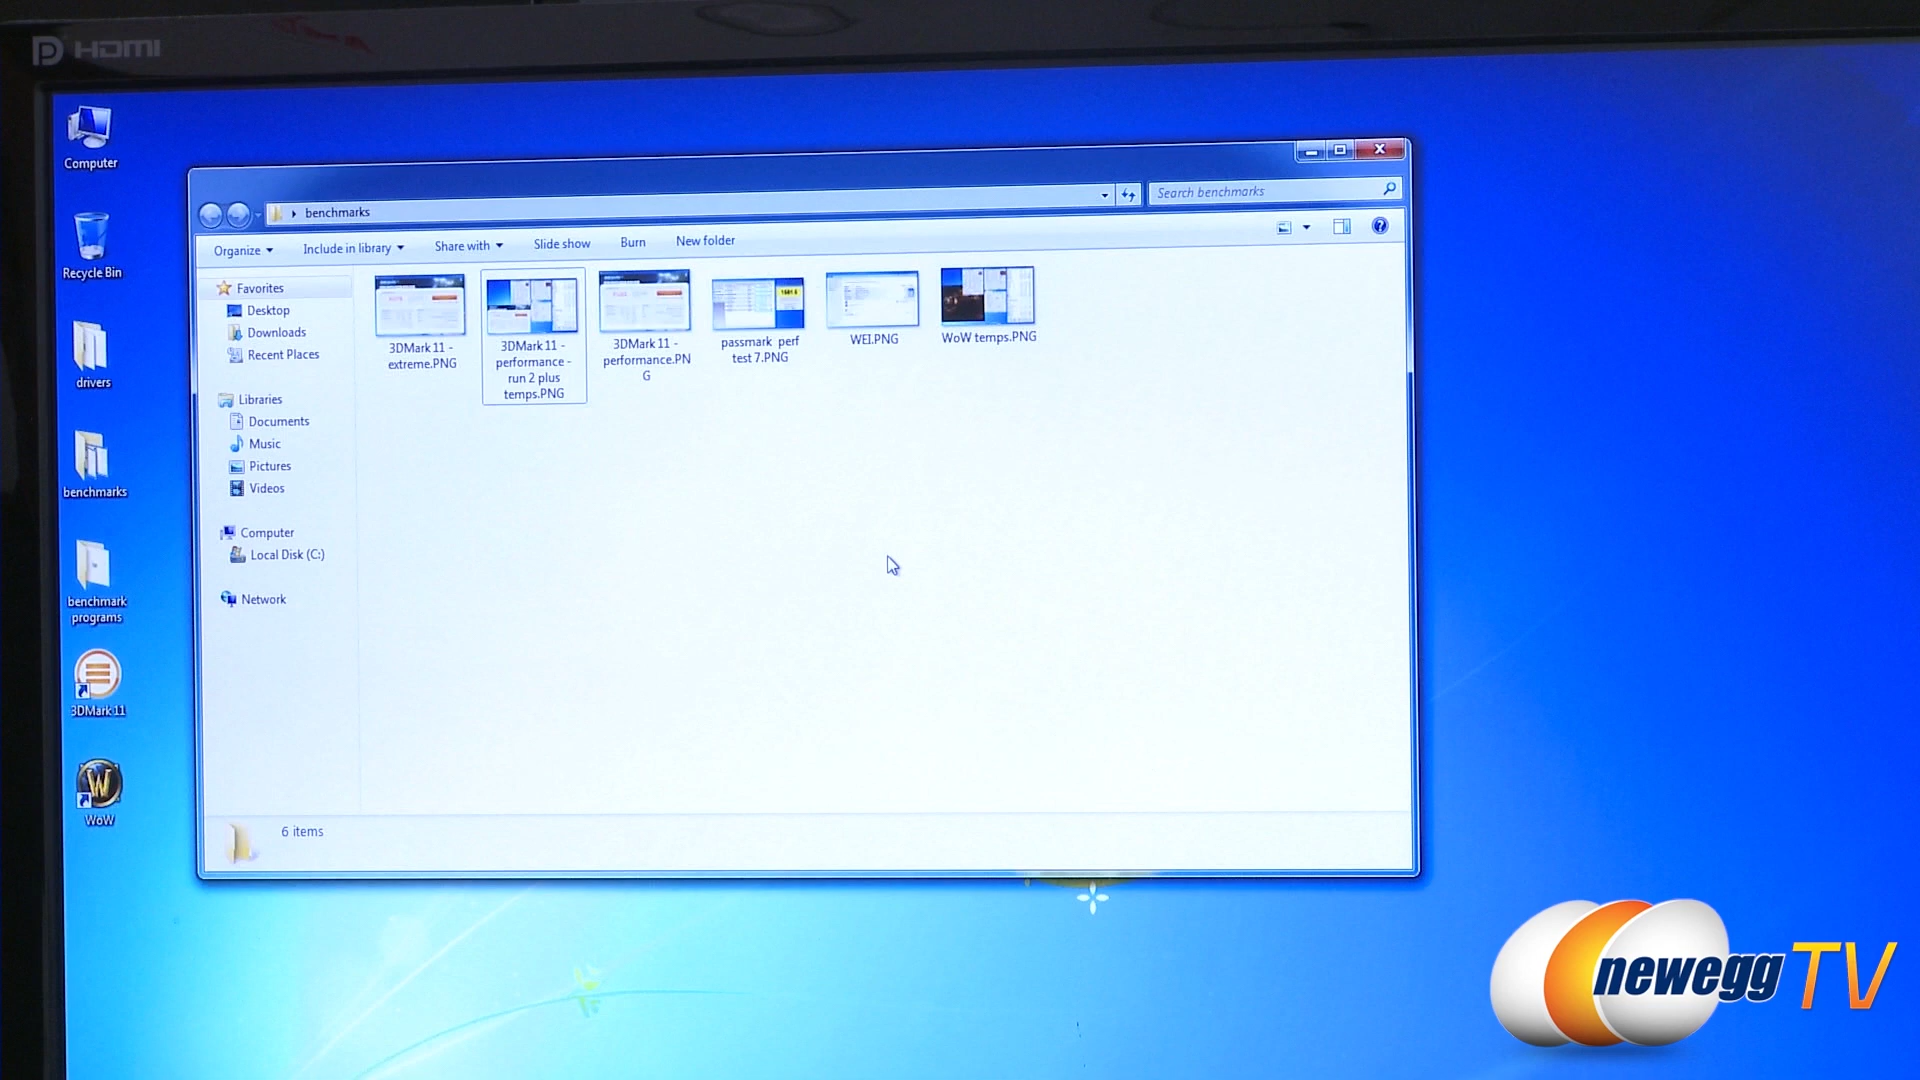 HDMI
Computer
Recycle Bin
drivers
benchmarks
benchmark
programs
3DMark 11
WoW
benchmarks
Search benchmarks
Organize
Include in library
Share with
Slide show
Burn
New folder
Favorites
Desktop
Downloads
Recent Places
Libraries
Documents
Music
Pictures
Videos
Computer
Local Disk (C:)
Network
3DMark 11 -
extreme.PNG
3DMark 11 -
performance -
run 2 plus
temps.PNG
3DMark 11 -
performance.PN
G
passmark perf
test 7.PNG
WEI.PNG
WoW temps.PNG
6 items
newegg TV